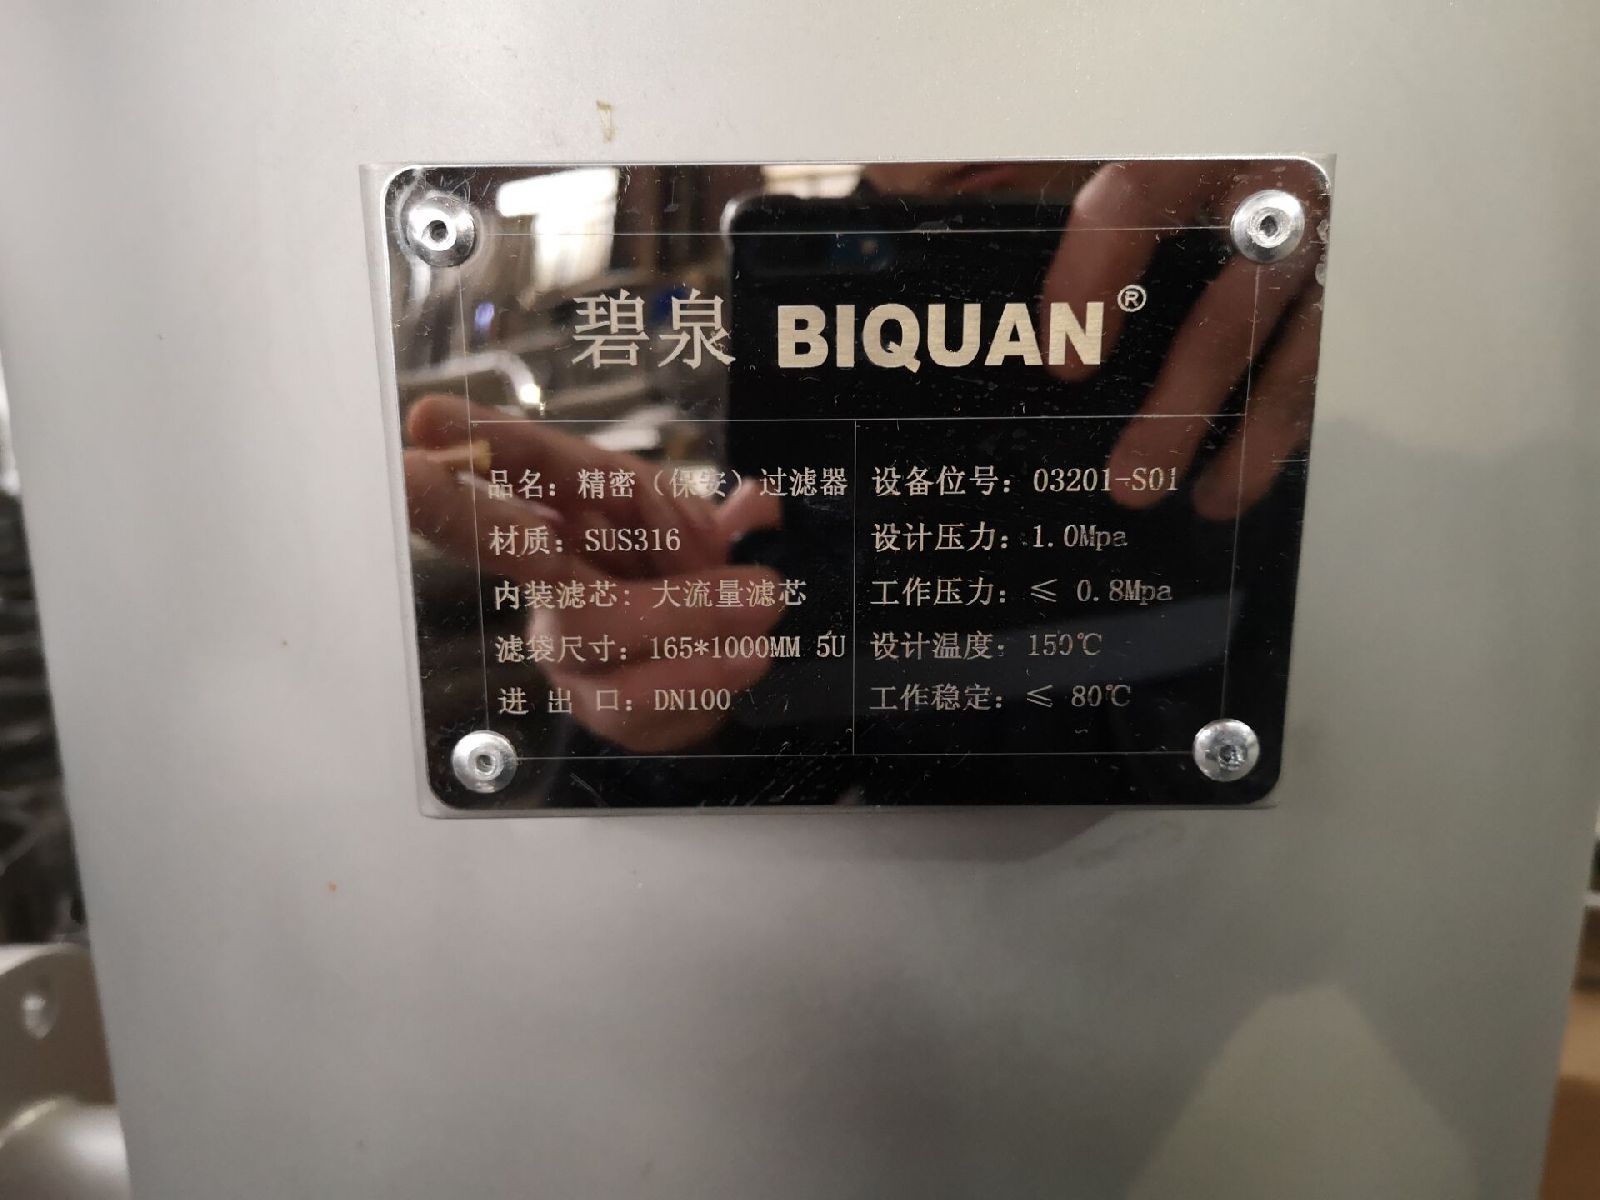 碧泉 BIQUAN®
品名：精密（保安）过滤器
材质：SUS316
内装滤芯：大流量滤芯
滤袋尺寸：165*1000MM 5U
进 出 口：DN100
设备位号：03201-S01
设计压力：1.0Mpa
工作压力：≤ 0.8Mpa
设计温度：150℃
工作稳定：≤ 80℃